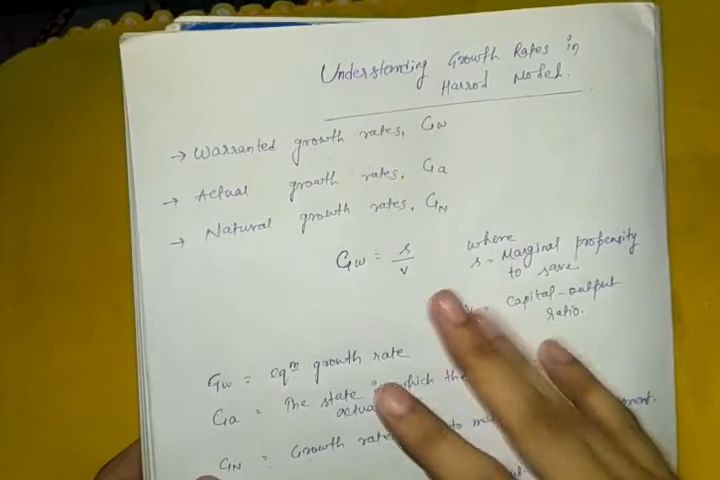 Understanding Growth Rates in
Harrod Model.
→ Warranted growth rates, Gw
→ Actual growth rates, Ga
→ Natural growth rates, GN
Gw = s/v
where
s = Marginal propensity
to save
v = Capital-output
ratio.
Gw = eqm growth rate
Ga = The state in which the
GN = Growth rate